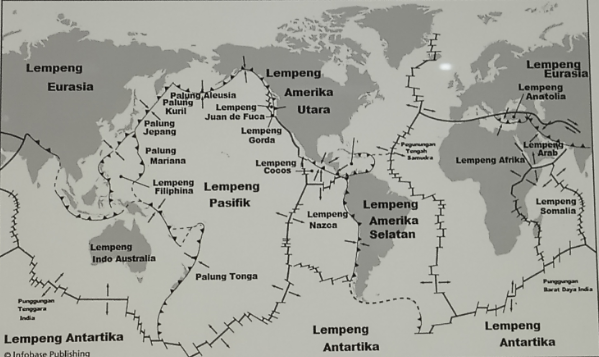 Lempeng
Eurasia
Palung Aleusia
Palung
Kuril
Palung
Jepang
Palung
Mariana
Lempeng
Filiphina
Lempeng
Pasifik
Lempeng
Indo Australia
Palung Tonga
Punggungan
Tenggara
India
Lempeng Antartika
© Infobase Publishing
Lempeng
Amerika
Utara
Lempeng
Juan de Fuca
Lempeng
Gorda
Lempeng
Cocos
Lempeng
Nazca
Lempeng
Amerika
Selatan
Lempeng
Antartika
Pegunungan
Tengah
Samudra
Lempeng
Eurasia
Lempeng
Anatolia
Lempeng Afrika
Lempeng
Arab
Lempeng
Somalia
Punggungan
Barat Daya India
Lempeng
Antartika